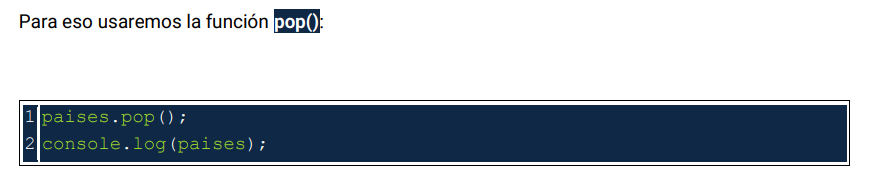 Para eso usaremos la función pop():
1 paises.pop();
2 console.log(paises);